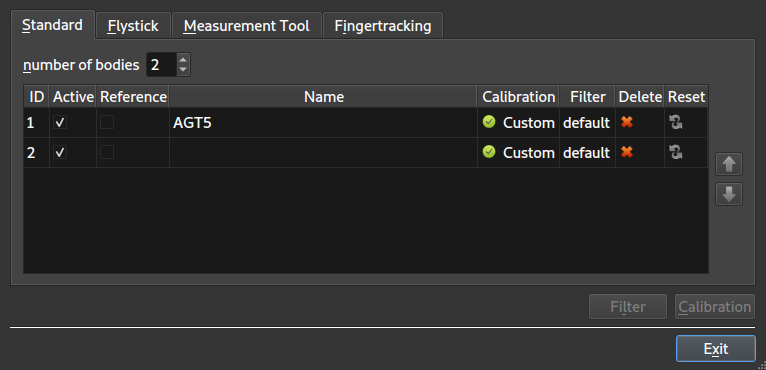 Standard Flystick Measurement Tool Fingertracking
number of bodies 2
ID Active Reference Name Calibration Filter Delete Reset
1 AGT5 Custom default
2 Custom default
Filter Calibration
Exit